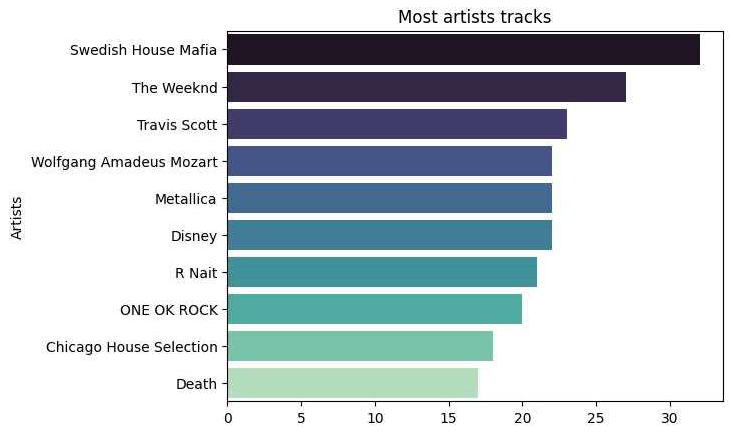 Most artists tracks
Swedish House Mafia
The Weeknd
Travis Scott
Wolfgang Amadeus Mozart
Metallica
Disney
R Nait
ONE OK ROCK
Chicago House Selection
Death
Artists
0 5 10 15 20 25 30